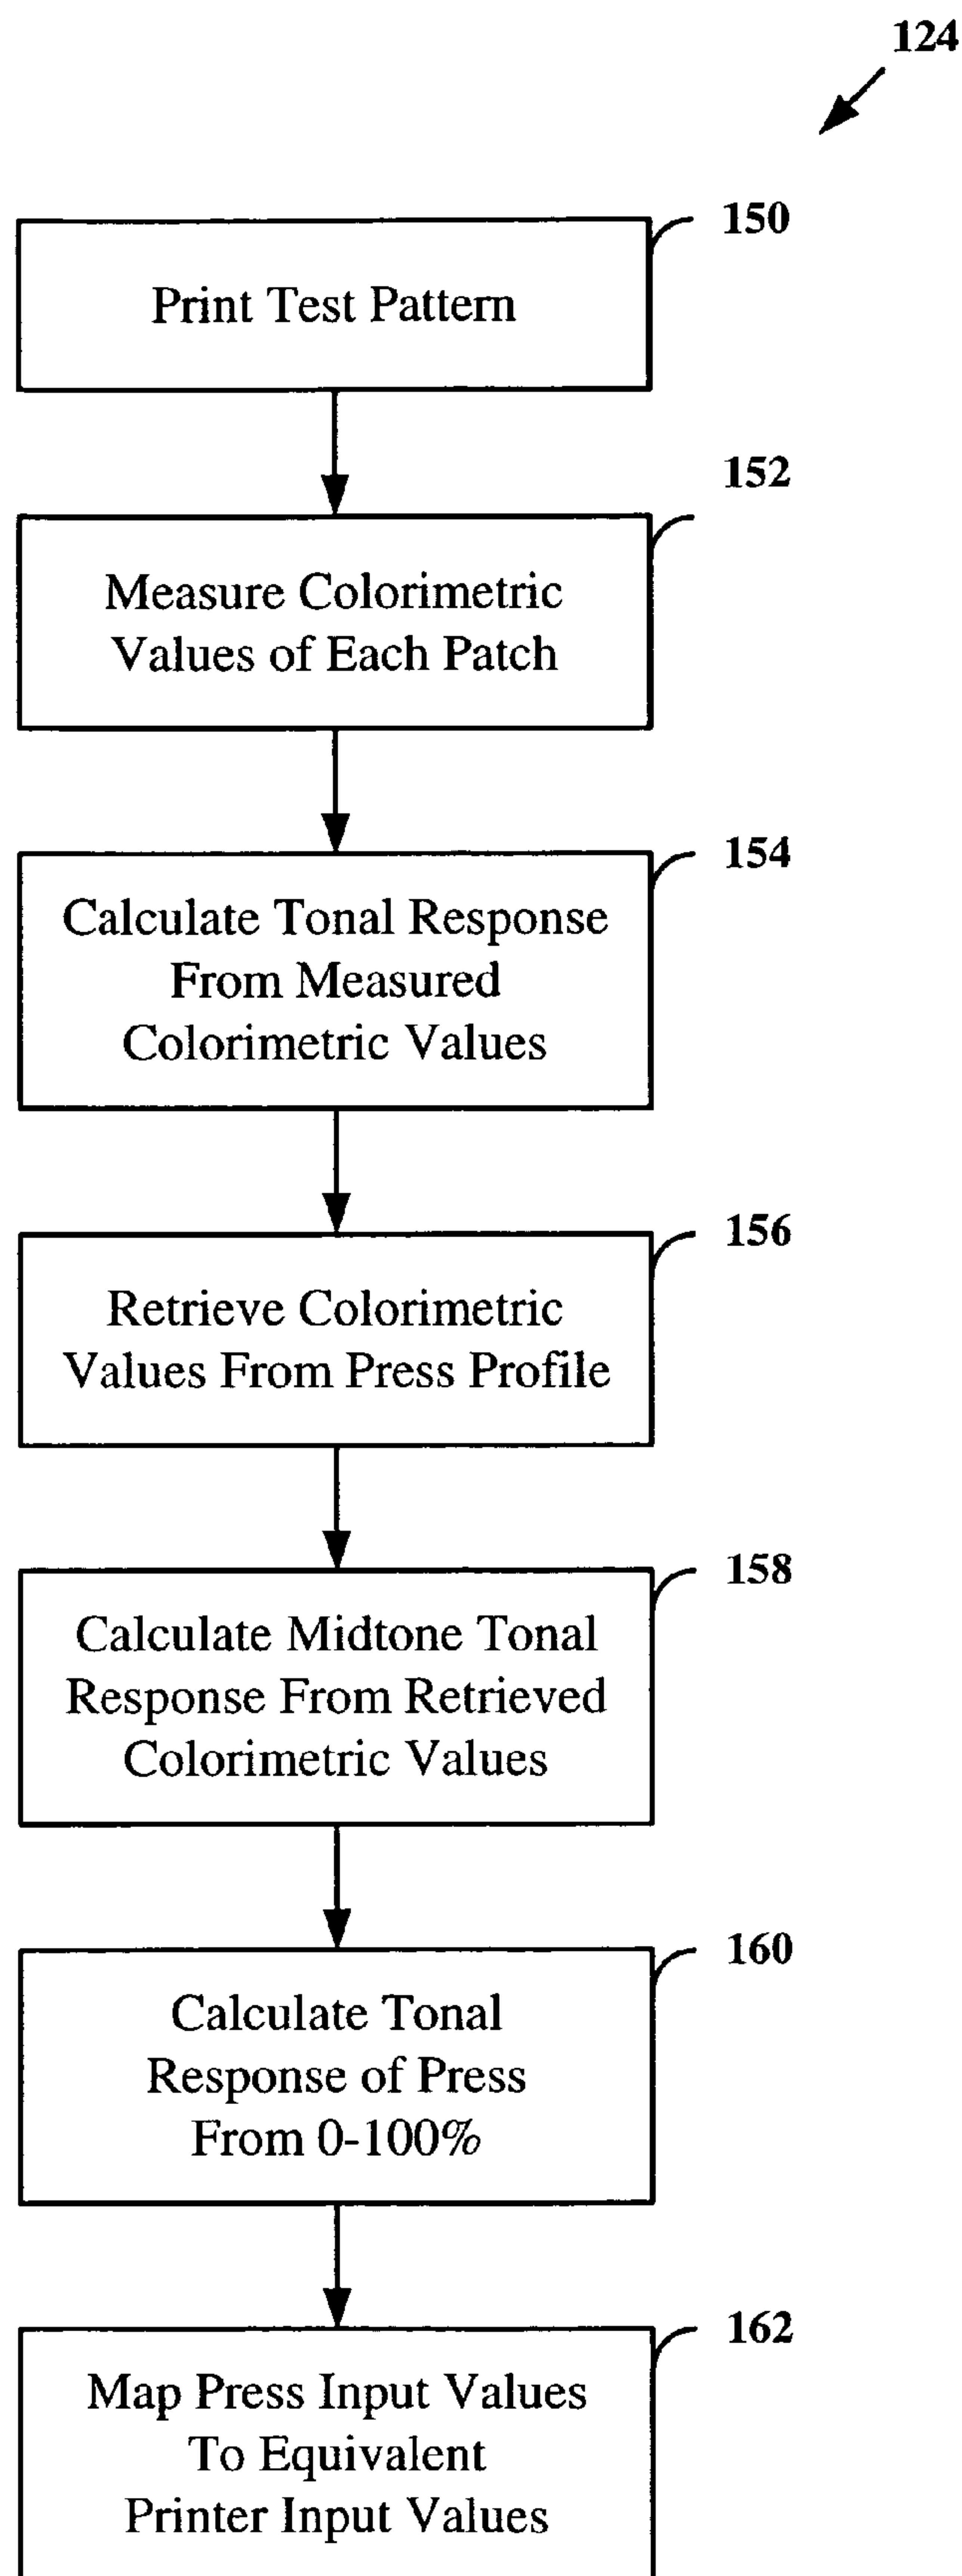 124
150
Print Test Pattern
152
Measure Colorimetric
Values of Each Patch
154
Calculate Tonal Response
From Measured
Colorimetric Values
156
Retrieve Colorimetric
Values From Press Profile
158
Calculate Midtone Tonal
Response From Retrieved
Colorimetric Values
160
Calculate Tonal
Response of Press
From 0-100%
162
Map Press Input Values
To Equivalent
Printer Input Values